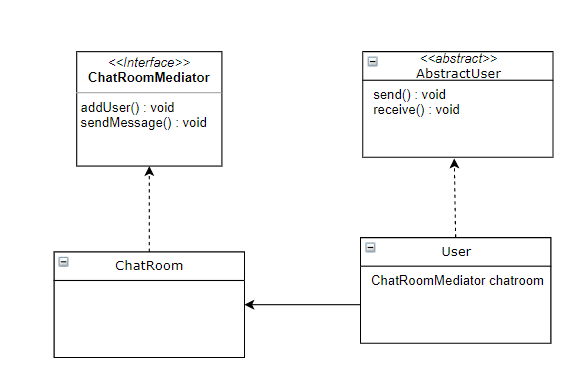 <<Interface>>
ChatRoomMediator
addUser() : void
sendMessage() : void
<<abstract>>
AbstractUser
send() : void
receive() : void
ChatRoom
User
ChatRoomMediator chatroom